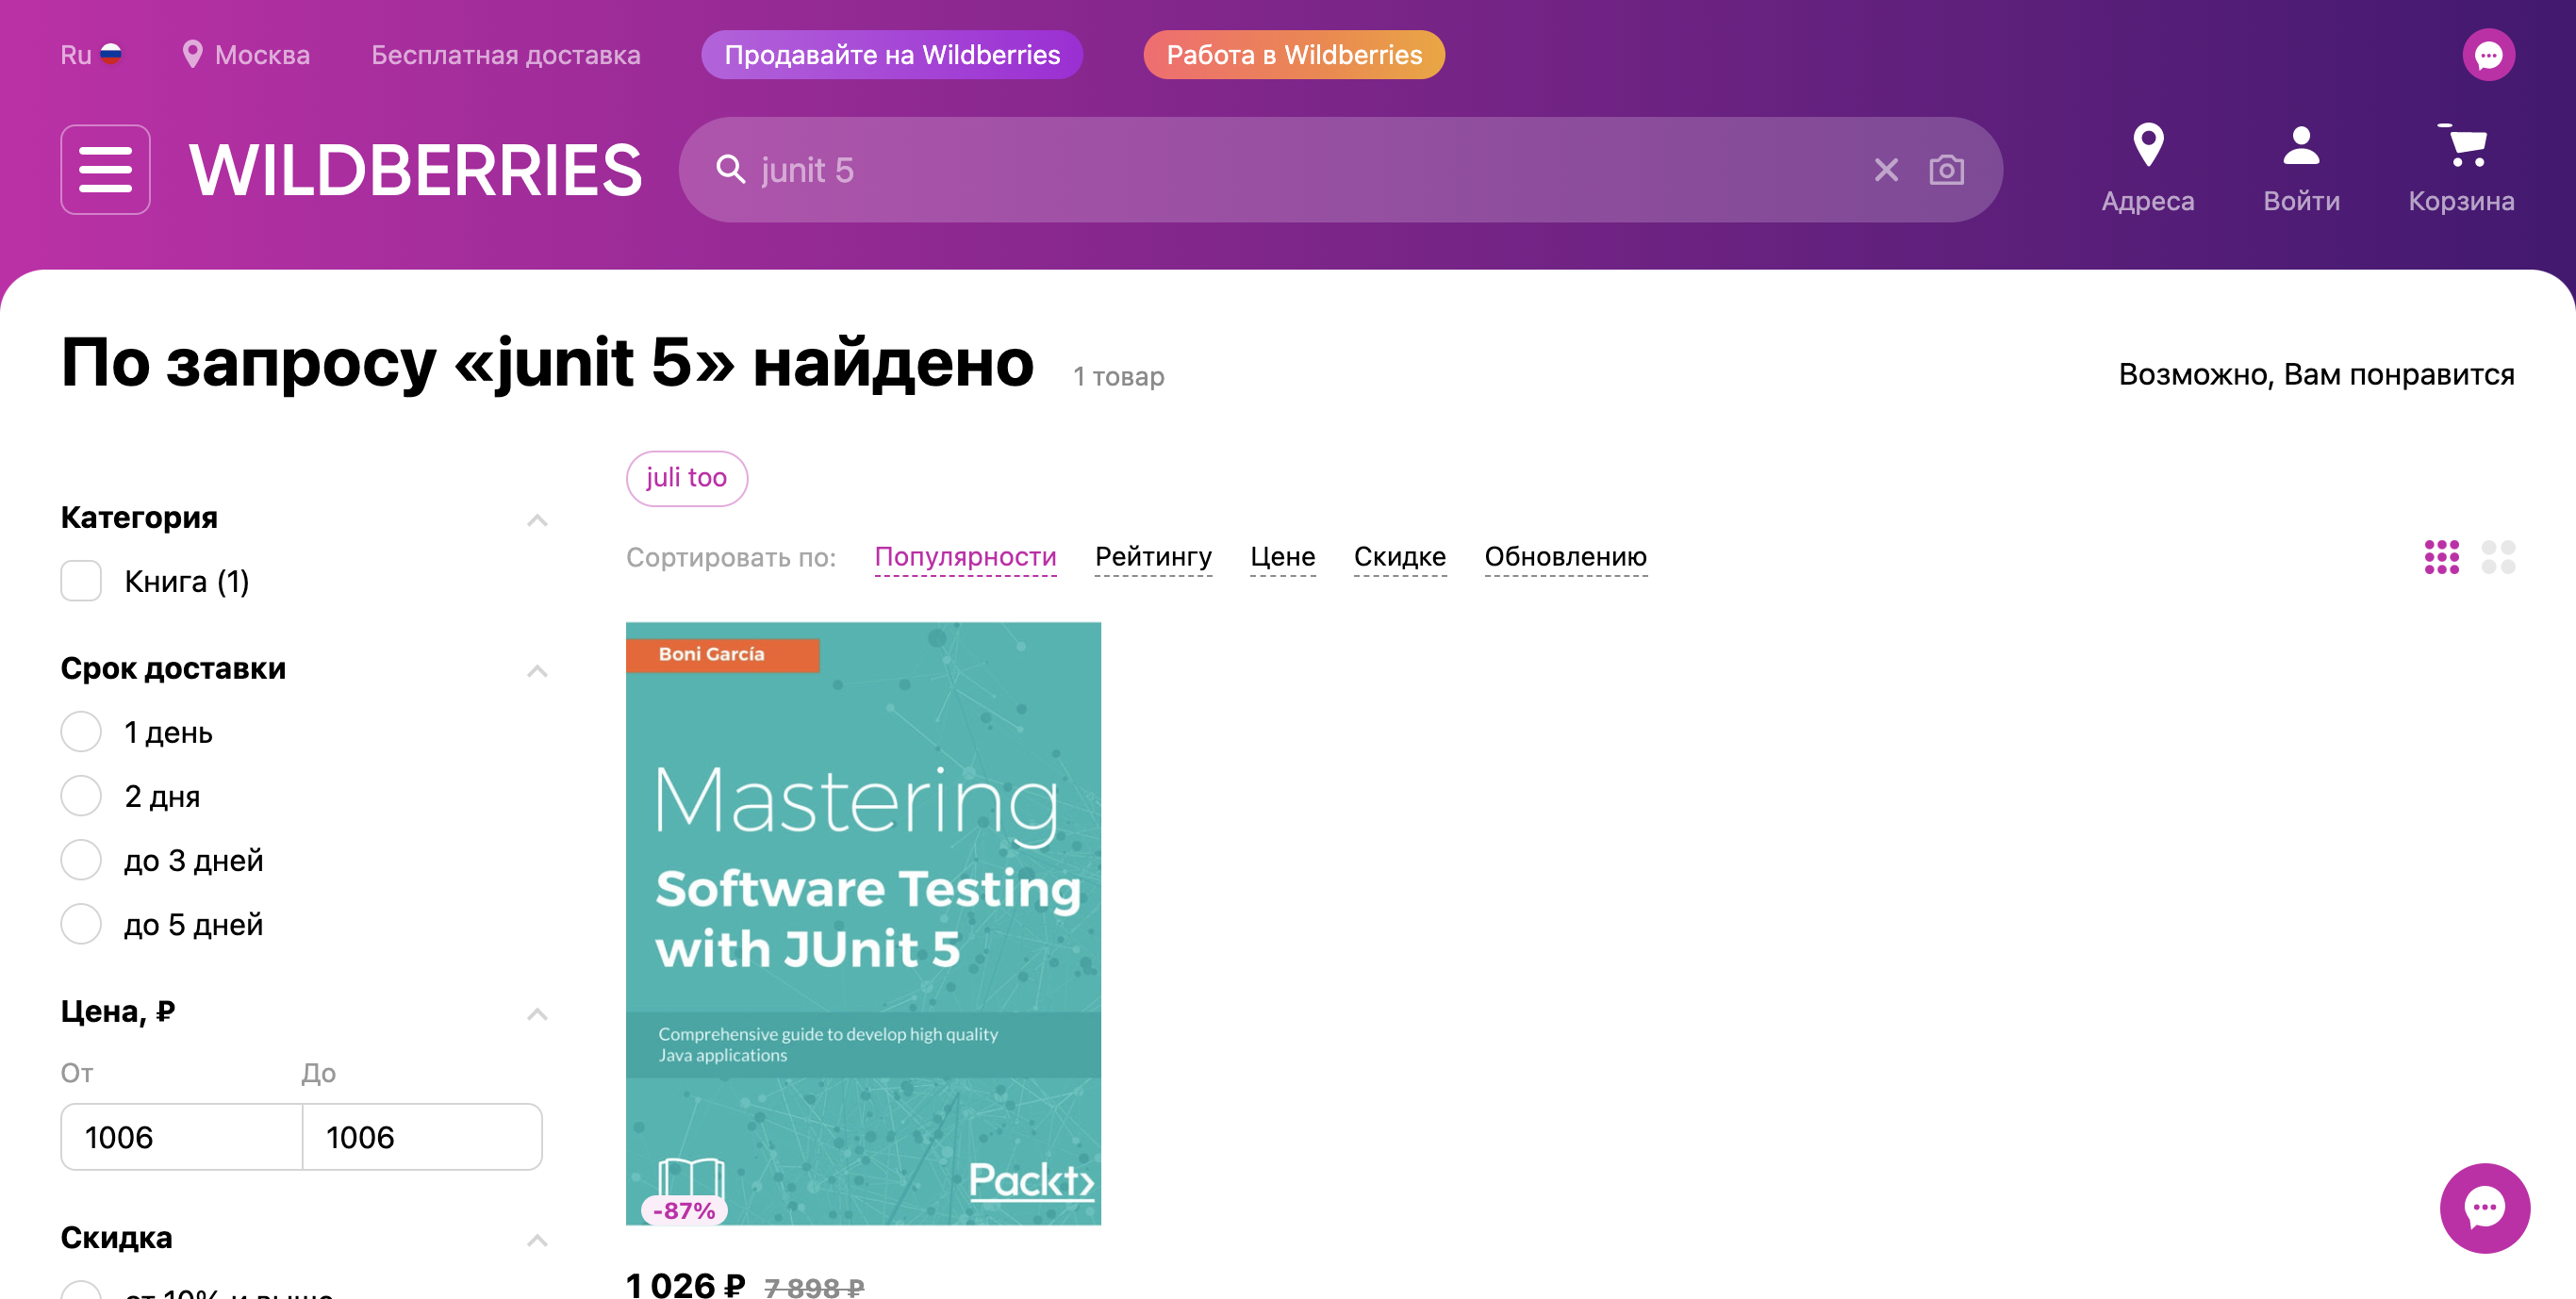 Ru
Москва
Бесплатная доставка
Продавайте на Wildberries
Работа в Wildberries
WILDBERRIES
junit 5
Адреса
Войти
Корзина
По запросу «junit 5» найдено
1 товар
Возможно, Вам понравится
juli too
Сортировать по:
Популярности
Рейтингу
Цене
Скидке
Обновлению
Категория
Книга (1)
Срок доставки
1 день
2 дня
до 3 дней
до 5 дней
Цена, ₽
От
До
1006
1006
Скидка
от 10% и выше
Boni García
Mastering
Software Testing
with JUnit 5
Comprehensive guide to develop high quality
Java applications
Packt>
-87%
1 026 ₽
7 898 ₽